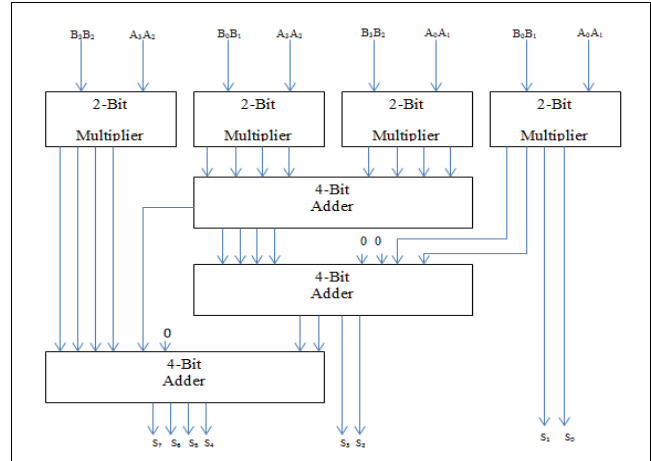 B₃B₂ A₃A₂ B₀B₁ A₃A₂ B₃B₂ A₀A₁ B₀B₁ A₀A₁
2-Bit Multiplier
2-Bit Multiplier
2-Bit Multiplier
2-Bit Multiplier
4-Bit
Adder
0 0
4-Bit
Adder
0
4-Bit
Adder
S₇ S₆ S₅ S₄ S₃ S₂ S₁ S₀